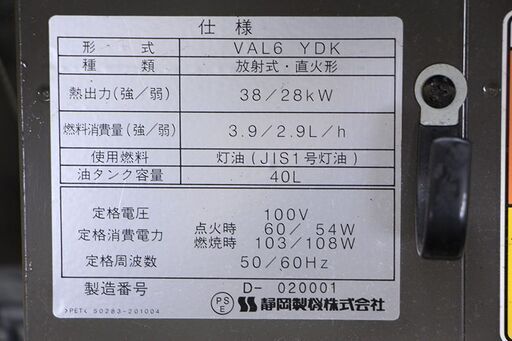 仕様
形式 VAL6 YDK
種類 放射式・直火形
熱出力(強/弱) 38/28kW
燃料消費量(強/弱) 3.9/2.9L/h
使用燃料 灯油(JIS1号灯油)
油タンク容量 40L
定格電圧 100V
定格消費電力 点火時 60/ 54W
燃焼時 103/108W
定格周波数 50/60Hz
製造番号 D- 020001
PS
E 静岡製機株式会社
>PET< S0283-201004